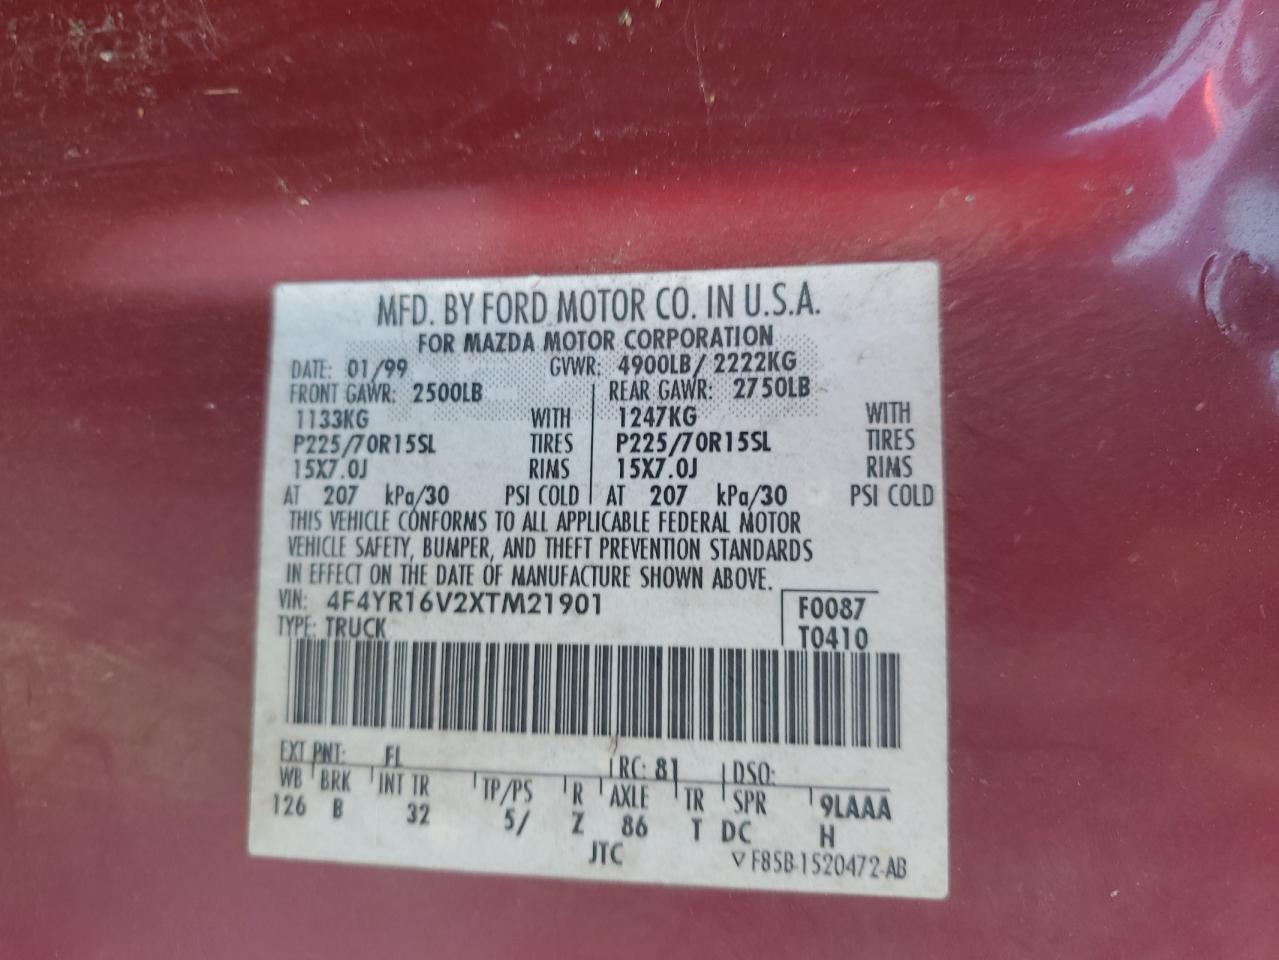 MFD. BY FORD MOTOR CO. IN U.S.A.
FOR MAZDA MOTOR CORPORATION
DATE: 01/99 GVWR: 4900LB/ 2222KG
FRONT GAWR: 2500LB REAR GAWR: 2750LB
1133KG WITH 1247KG WITH
P225/70R15SL TIRES P225/70R15SL TIRES
15X7.0J RIMS 15X7.0J RIMS
AT 207 kPa/30 PSI COLD AT 207 kPa/30 PSI COLD
THIS VEHICLE CONFORMS TO ALL APPLICABLE FEDERAL MOTOR
VEHICLE SAFETY, BUMPER, AND THEFT PREVENTION STANDARDS
IN EFFECT ON THE DATE OF MANUFACTURE SHOWN ABOVE.
VIN: 4F4YR16V2XTM21901 F0087
TYPE: TRUCK T0410
EXT PNT: FL RC: 81 DSO:
WB BRK INT TR TP/PS R AXLE TR SPR 9LAAA
126 B 32 5/ Z 86 T DC H
JTC ▽ F85B-1520472-AB